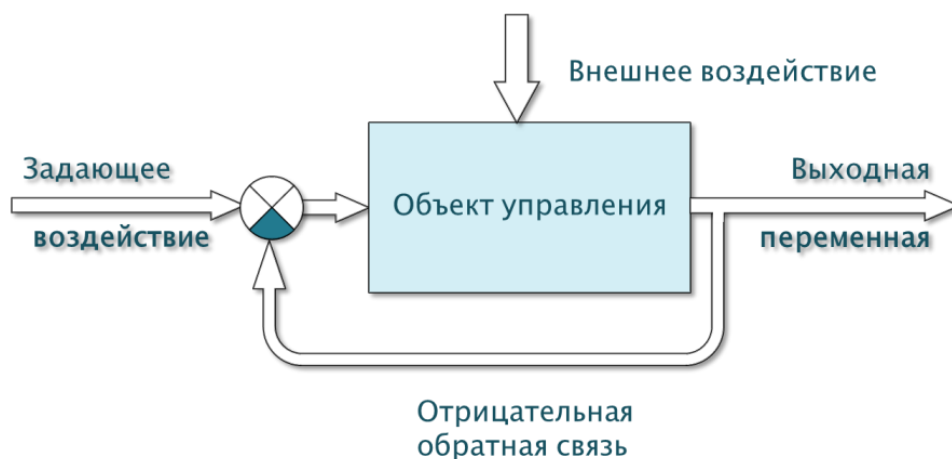 Внешнее воздействие
Задающее
воздействие
Объект управления
Выходная
переменная
Отрицательная
обратная связь